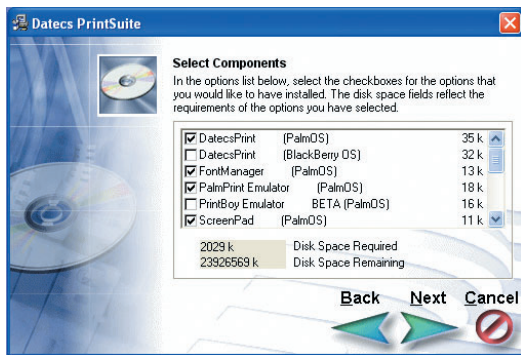 Datecs PrintSuite
Select Components
In the options list below, select the checkboxes for the options that
you would like to have installed. The disk space fields reflect the
requirements of the options you have selected.
DatecsPrint (PalmOS) 35 k
DatecsPrint (BlackBerry OS) 32 k
FontManager (PalmOS) 13 k
PalmPrint Emulator (PalmOS) 18 k
PrintBoy Emulator BETA (PalmOS) 16 k
ScreenPad (PalmOS) 11 k
2029 k Disk Space Required
23926569 k Disk Space Remaining
Back Next Cancel